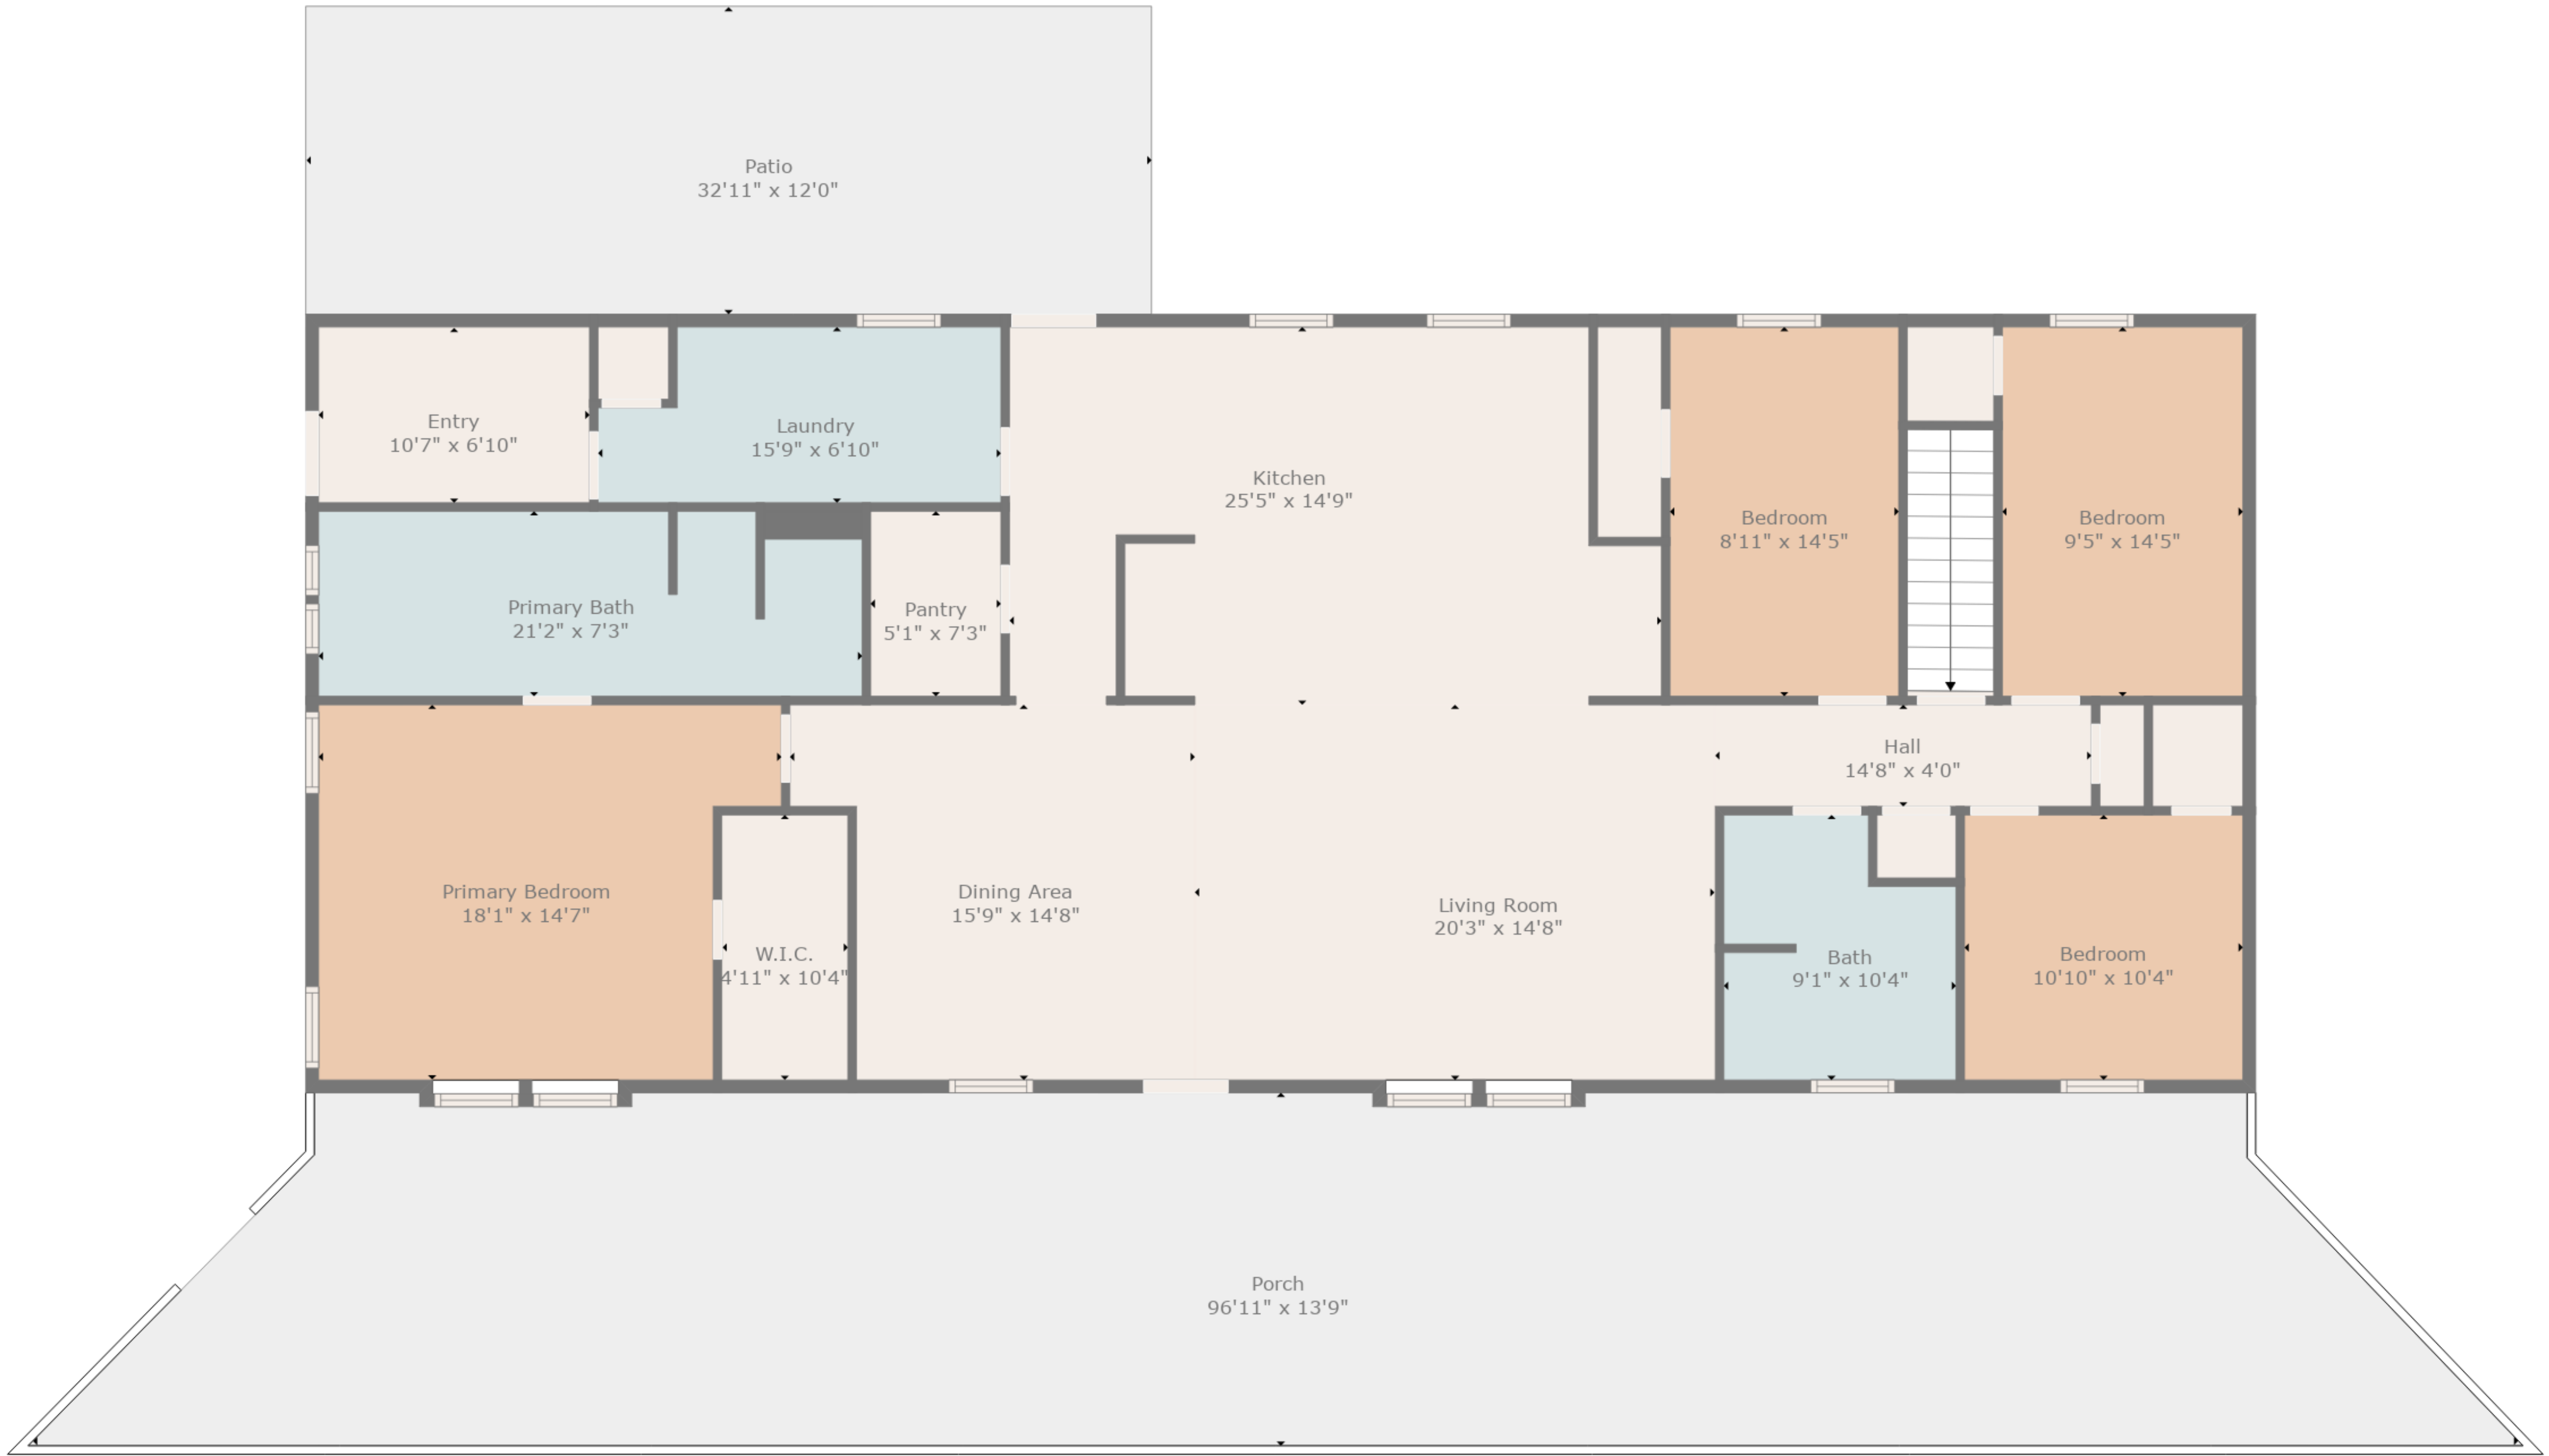 Patio
32'11" x 12'0"
Entry
10'7" x 6'10"
Laundry
15'9" x 6'10"
Kitchen
25'5" x 14'9"
Bedroom
8'11" x 14'5"
Bedroom
9'5" x 14'5"
Primary Bath
21'2" x 7'3"
Pantry
5'1" x 7'3"
Hall
14'8" x 4'0"
Primary Bedroom
18'1" x 14'7"
W.I.C.
4'11" x 10'4"
Dining Area
15'9" x 14'8"
Living Room
20'3" x 14'8"
Bath
9'1" x 10'4"
Bedroom
10'10" x 10'4"
Porch
96'11" x 13'9"